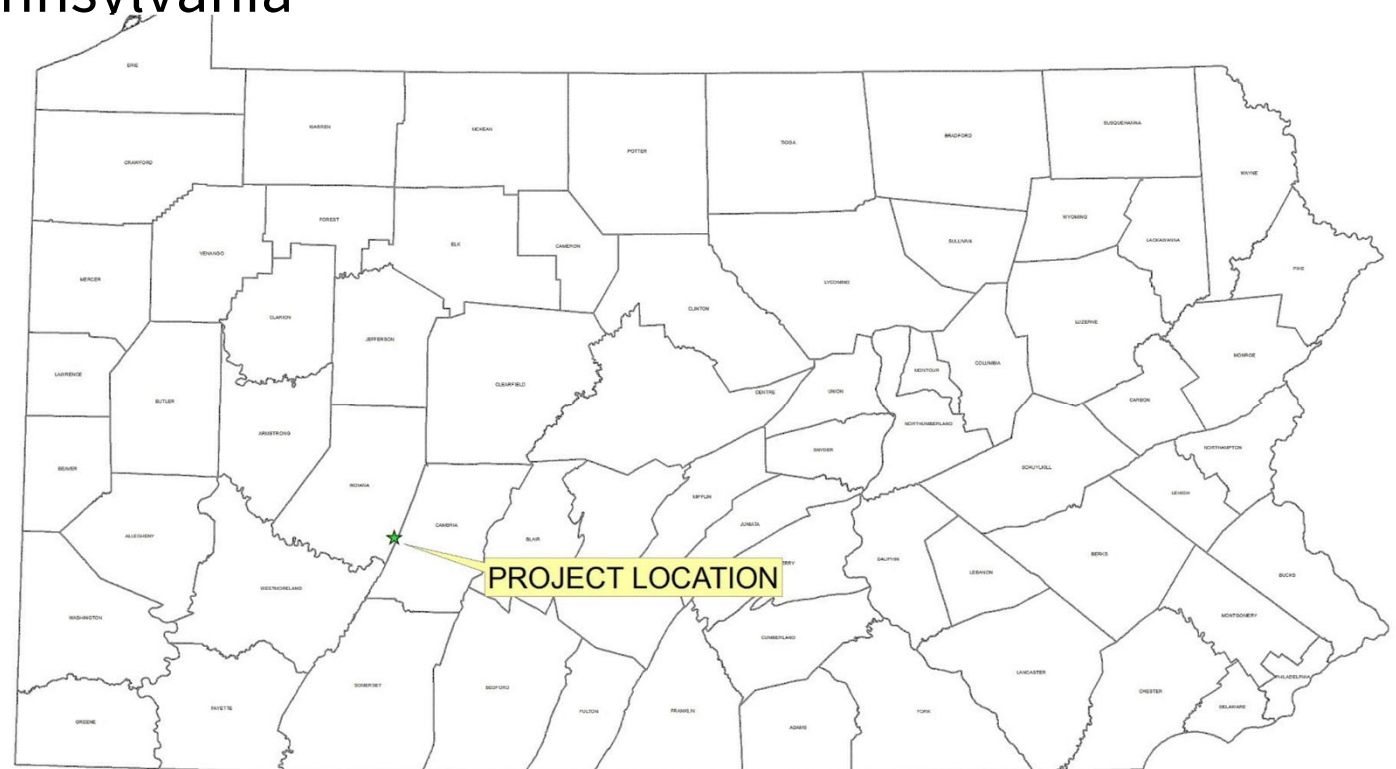 nnsylvania
ERIE
WARREN
MCKEAN
POTTER
TIOGA
BRADFORD
SUSQUEHANNA
CRAWFORD
WAYNE
FOREST
WYOMING
VENANGO
ELK
CAMERON
SULLIVAN
LACKAWANNA
MERCER
PIKE
LYCOMING
CLINTON
CLARION
LUZERNE
JEFFERSON
MONROE
LAWRENCE
MONTOUR
COLUMBIA
CLEARFIELD
CENTRE
UNION
BUTLER
CARBON
NORTHUMBERLAND
ARMSTRONG
SNYDER
NORTHAMPTON
BEAVER
SCHUYLKILL
INDIANA
LEHIGH
MIFFLIN
CAMBRIA
JUNIATA
ALLEGHENY
BLAIR
BERKS
DAUPHIN
ERRY
LEBANON
BUCKS
PROJECT LOCATION
WESTMORELAND
WASHINGTON
MONTGOMERY
CUMBERLAND
LANCASTER
PHILADELPHIA
SOMERSET
BEDFORD
CHESTER
FAYETTE
DELAWARE
FULTON
FRANKLIN
YORK
GREENE
ADAMS